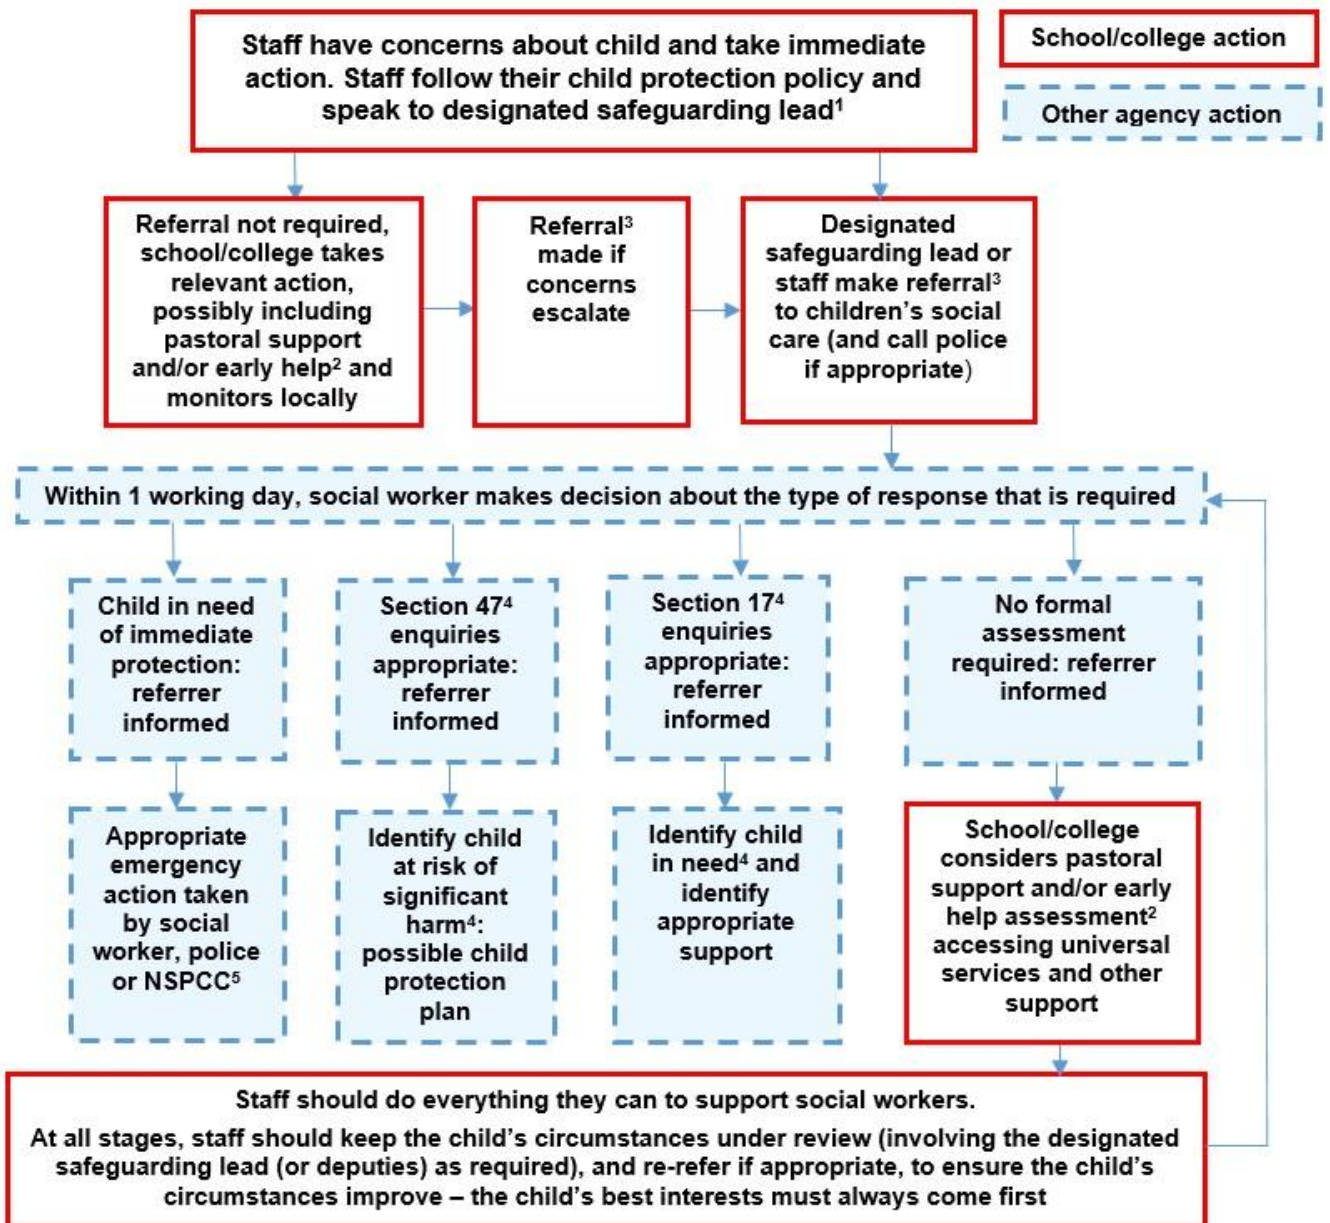 Staff have concerns about child and take immediate
action. Staff follow their child protection policy and
speak to designated safeguarding lead¹
School/college action
Other agency action
Referral not required,
school/college takes
relevant action,
possibly including
pastoral support
and/or early help² and
monitors locally
Referral³
made if
concerns
escalate
Designated
safeguarding lead or
staff make referral³
to children’s social
care (and call police
if appropriate)
Within 1 working day, social worker makes decision about the type of response that is required
Child in need
of immediate
protection:
referrer
informed
Section 47⁴
enquiries
appropriate:
referrer
informed
Section 17⁴
enquiries
appropriate:
referrer
informed
No formal
assessment
required: referrer
informed
Appropriate
emergency
action taken
by social
worker, police
or NSPCC⁵
Identify child
at risk of
significant
harm⁴:
possible child
protection
plan
Identify child
in need⁴ and
identify
appropriate
support
School/college
considers pastoral
support and/or early
help assessment²
accessing universal
services and other
support
Staff should do everything they can to support social workers.
At all stages, staff should keep the child’s circumstances under review (involving the designated
safeguarding lead (or deputies) as required), and re-refer if appropriate, to ensure the child’s
circumstances improve – the child’s best interests must always come first